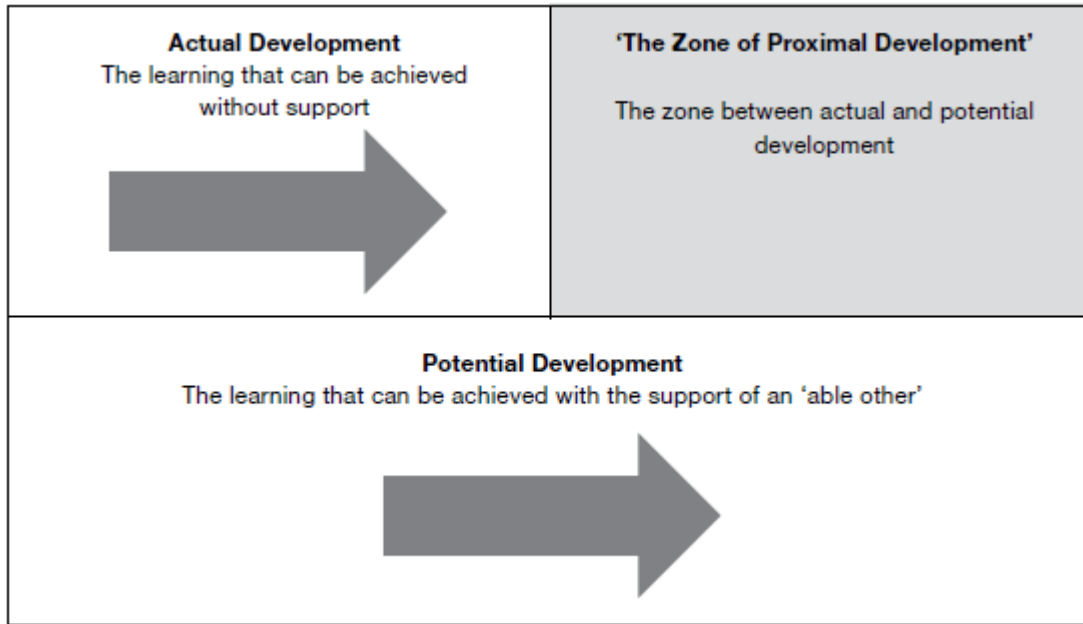 Actual Development
The learning that can be achieved
without support
‘The Zone of Proximal Development’
The zone between actual and potential
development
Potential Development
The learning that can be achieved with the support of an ‘able other’